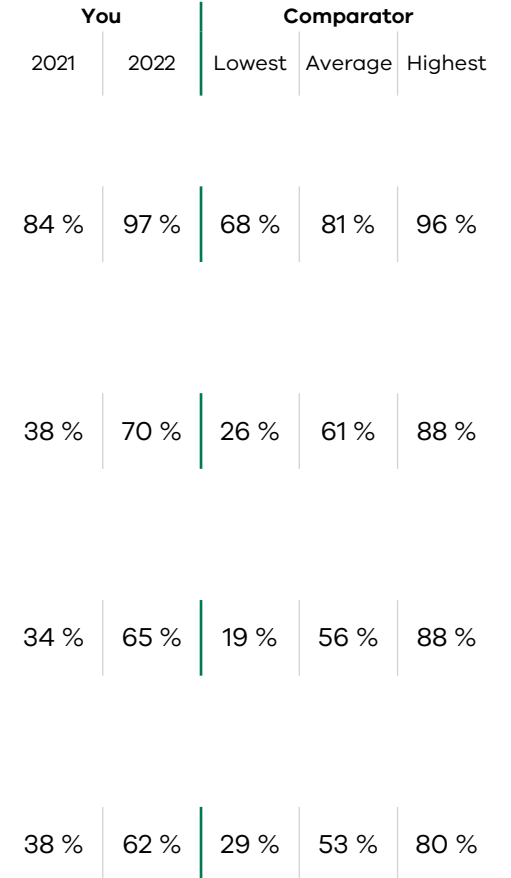 You Comparator
2021 2022 Lowest Average Highest
84 % 97 % 68 % 81 % 96 %
38 % 70 % 26 % 61 % 88 %
34 % 65 % 19 % 56 % 88 %
38 % 62 % 29 % 53 % 80 %